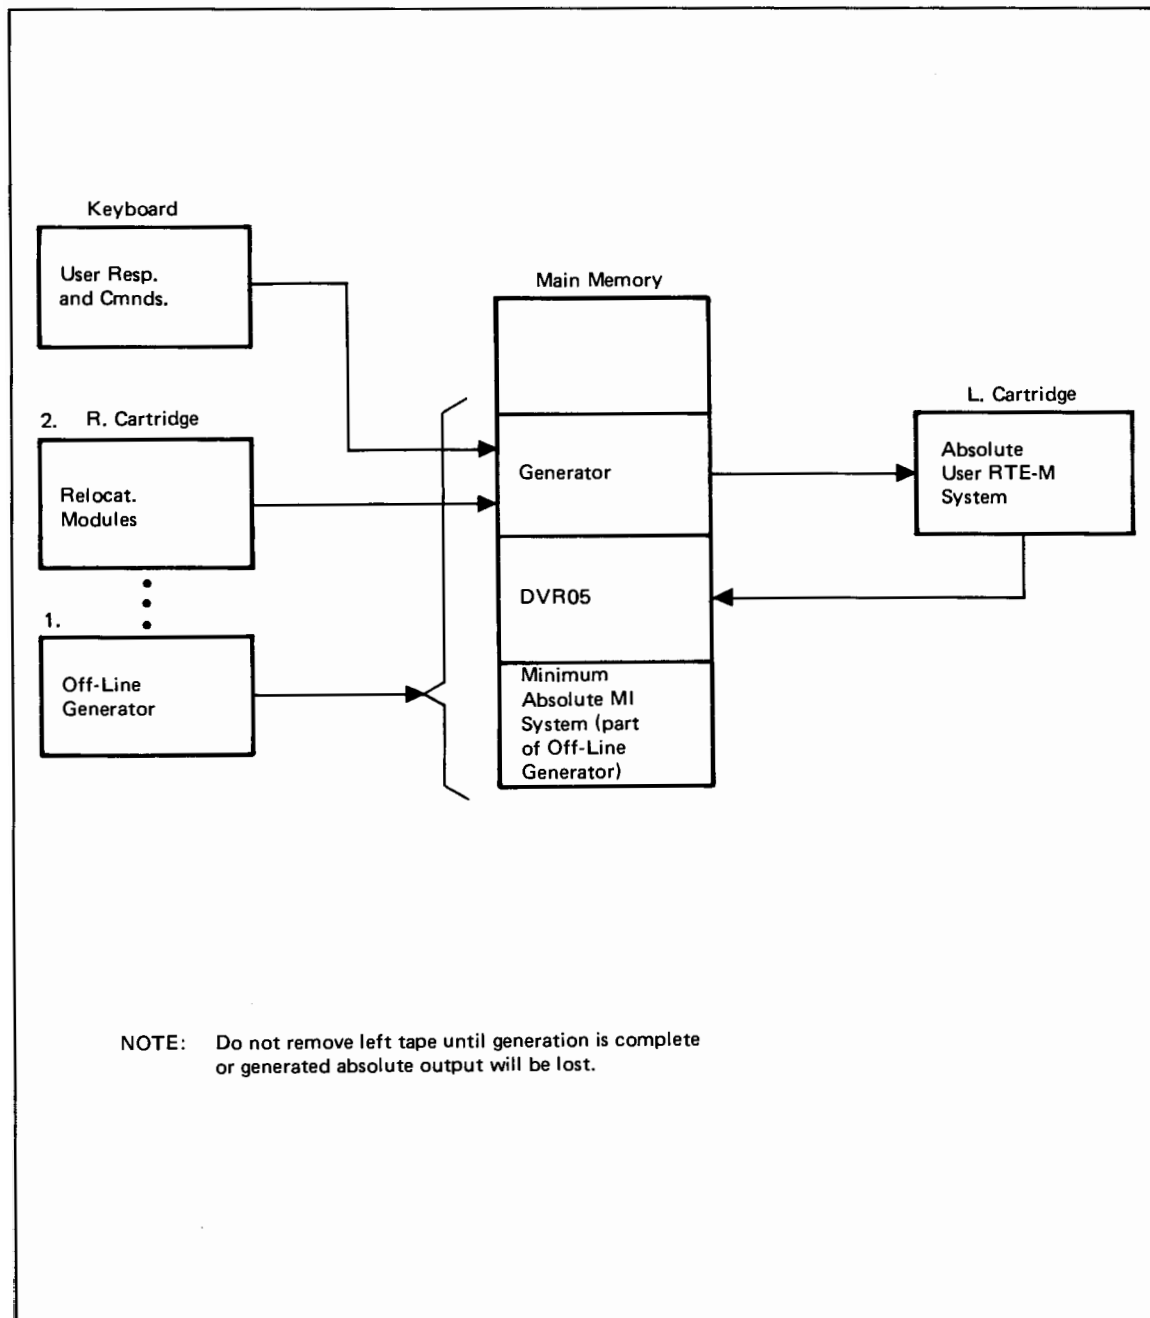 Keyboard
User Resp.
and Cmnds.
2. R. Cartridge
Relocat.
Modules
1.
Off-Line
Generator
Main Memory
Generator
DVR05
Minimum
Absolute MI
System (part
of Off-Line
Generator)
L. Cartridge
Absolute
User RTE-M
System
NOTE: Do not remove left tape until generation is complete
or generated absolute output will be lost.